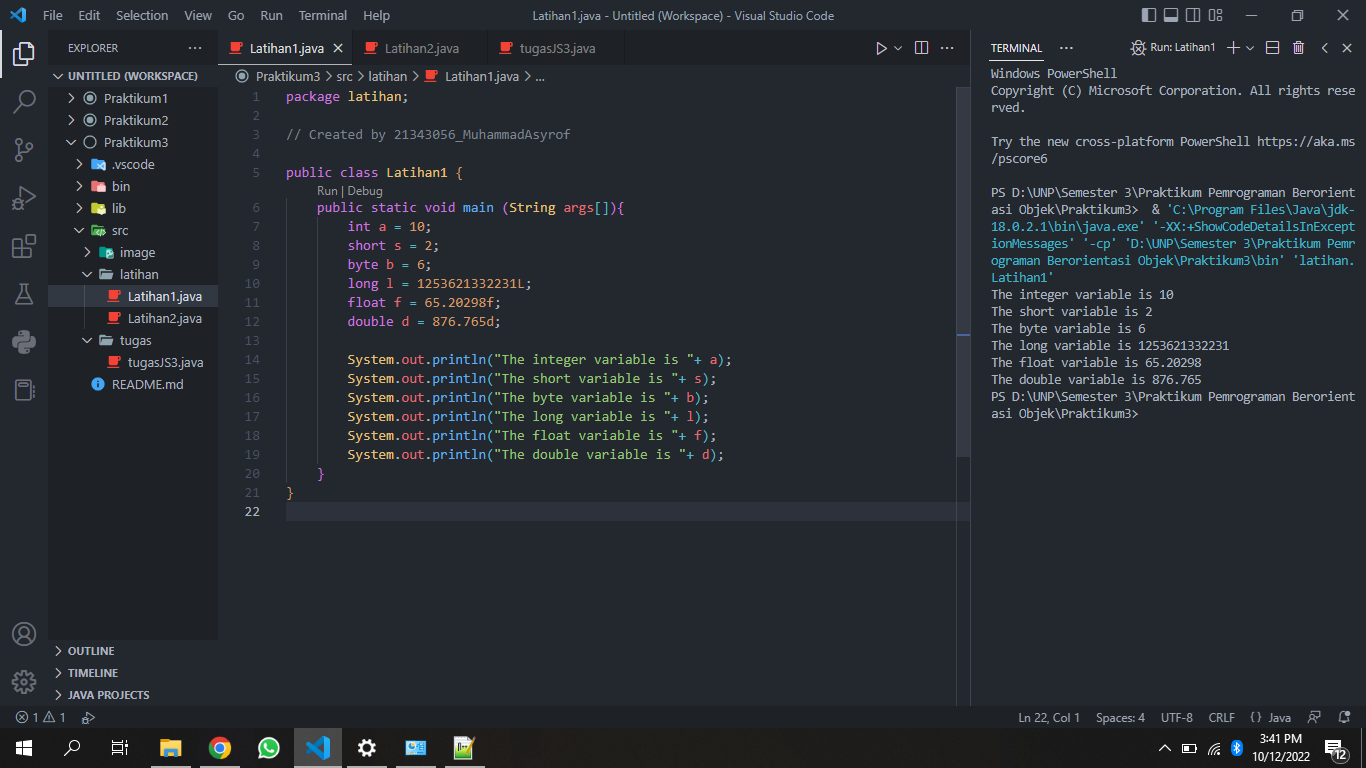 File Edit Selection View Go Run Terminal Help Latihan1.java - Untitled (Workspace) - Visual Studio Code
EXPLORER
UNTITLED (WORKSPACE)
Praktikum1
Praktikum2
Praktikum3
.vscode
bin
lib
src
image
latihan
Latihan1.java
Latihan2.java
tugas
tugasJS3.java
README.md
OUTLINE
TIMELINE
JAVA PROJECTS
Latihan1.java Latihan2.java tugasJS3.java
Praktikum3 > src > latihan > Latihan1.java > ...
1 package latihan;
2
3 // Created by 21343056_MuhammadAsyrof
4
5 public class Latihan1 {
Run | Debug
6 public static void main (String args[]){
7 int a = 10;
8 short s = 2;
9 byte b = 6;
10 long l = 1253621332231L;
11 float f = 65.20298f;
12 double d = 876.765d;
13
14 System.out.println("The integer variable is "+ a);
15 System.out.println("The short variable is "+ s);
16 System.out.println("The byte variable is "+ b);
17 System.out.println("The long variable is "+ l);
18 System.out.println("The float variable is "+ f);
19 System.out.println("The double variable is "+ d);
20 }
21 }
22
TERMINAL Run: Latihan1
Windows PowerShell
Copyright (C) Microsoft Corporation. All rights rese
rved.
Try the new cross-platform PowerShell https://aka.ms
/pscore6
PS D:\UNP\Semester 3\Praktikum Pemrograman Berorient
asi Objek\Praktikum3> & 'C:\Program Files\Java\jdk-
18.0.2.1\bin\java.exe' '-XX:+ShowCodeDetailsInExcept
ionMessages' '-cp' 'D:\UNP\Semester 3\Praktikum Pemr
ograman Berorientasi Objek\Praktikum3\bin' 'latihan.
Latihan1'
The integer variable is 10
The short variable is 2
The byte variable is 6
The long variable is 1253621332231
The float variable is 65.20298
The double variable is 876.765
PS D:\UNP\Semester 3\Praktikum Pemrograman Berorient
asi Objek\Praktikum3>
1 1 Ln 22, Col 1 Spaces: 4 UTF-8 CRLF {} Java
3:41 PM
10/12/2022
12